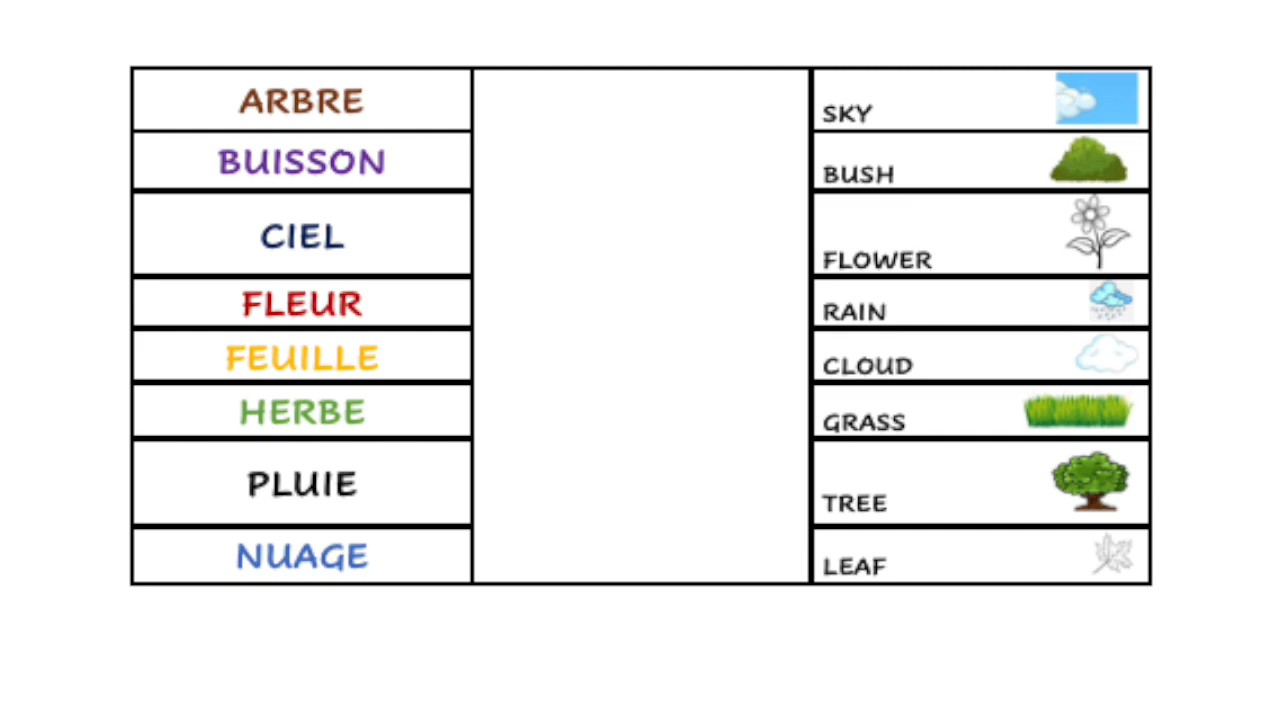 ARBRE
SKY
BUISSON
BUSH
CIEL
FLOWER
FLEUR
RAIN
FEUILLE
CLOUD
HERBE
GRASS
PLUIE
TREE
NUAGE
LEAF